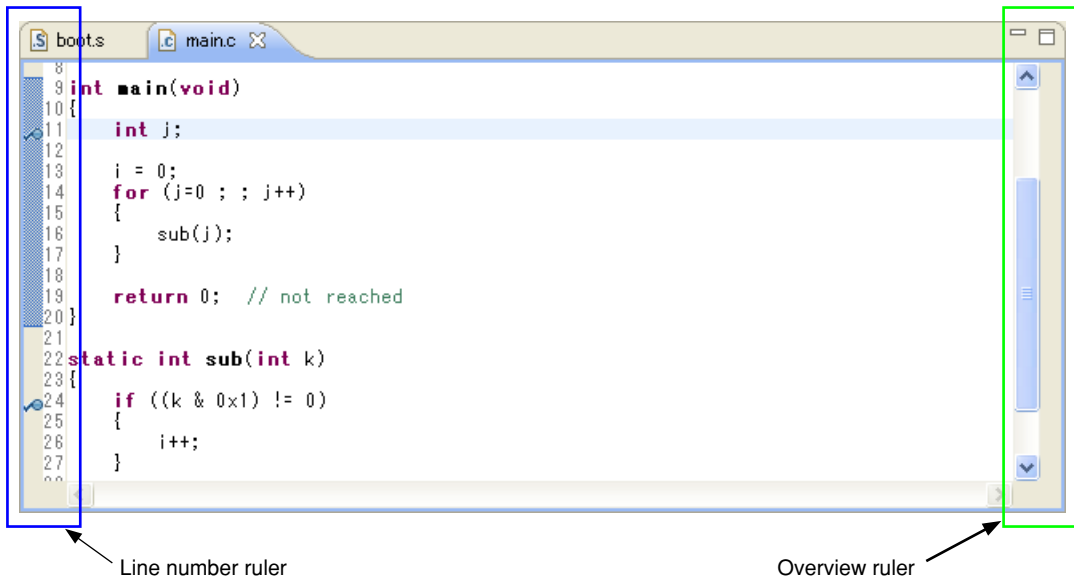 .S boot.s .c main.c
8
9 int main(void)
10 {
11 int j;
12
13 i = 0;
14 for (j=0 ; ; j++)
15 {
16 sub(j);
17 }
18
19 return 0; // not reached
20 }
21
22 static int sub(int k)
23 {
24 if ((k & 0x1) != 0)
25 {
26 i++;
27 }
Line number ruler Overview ruler